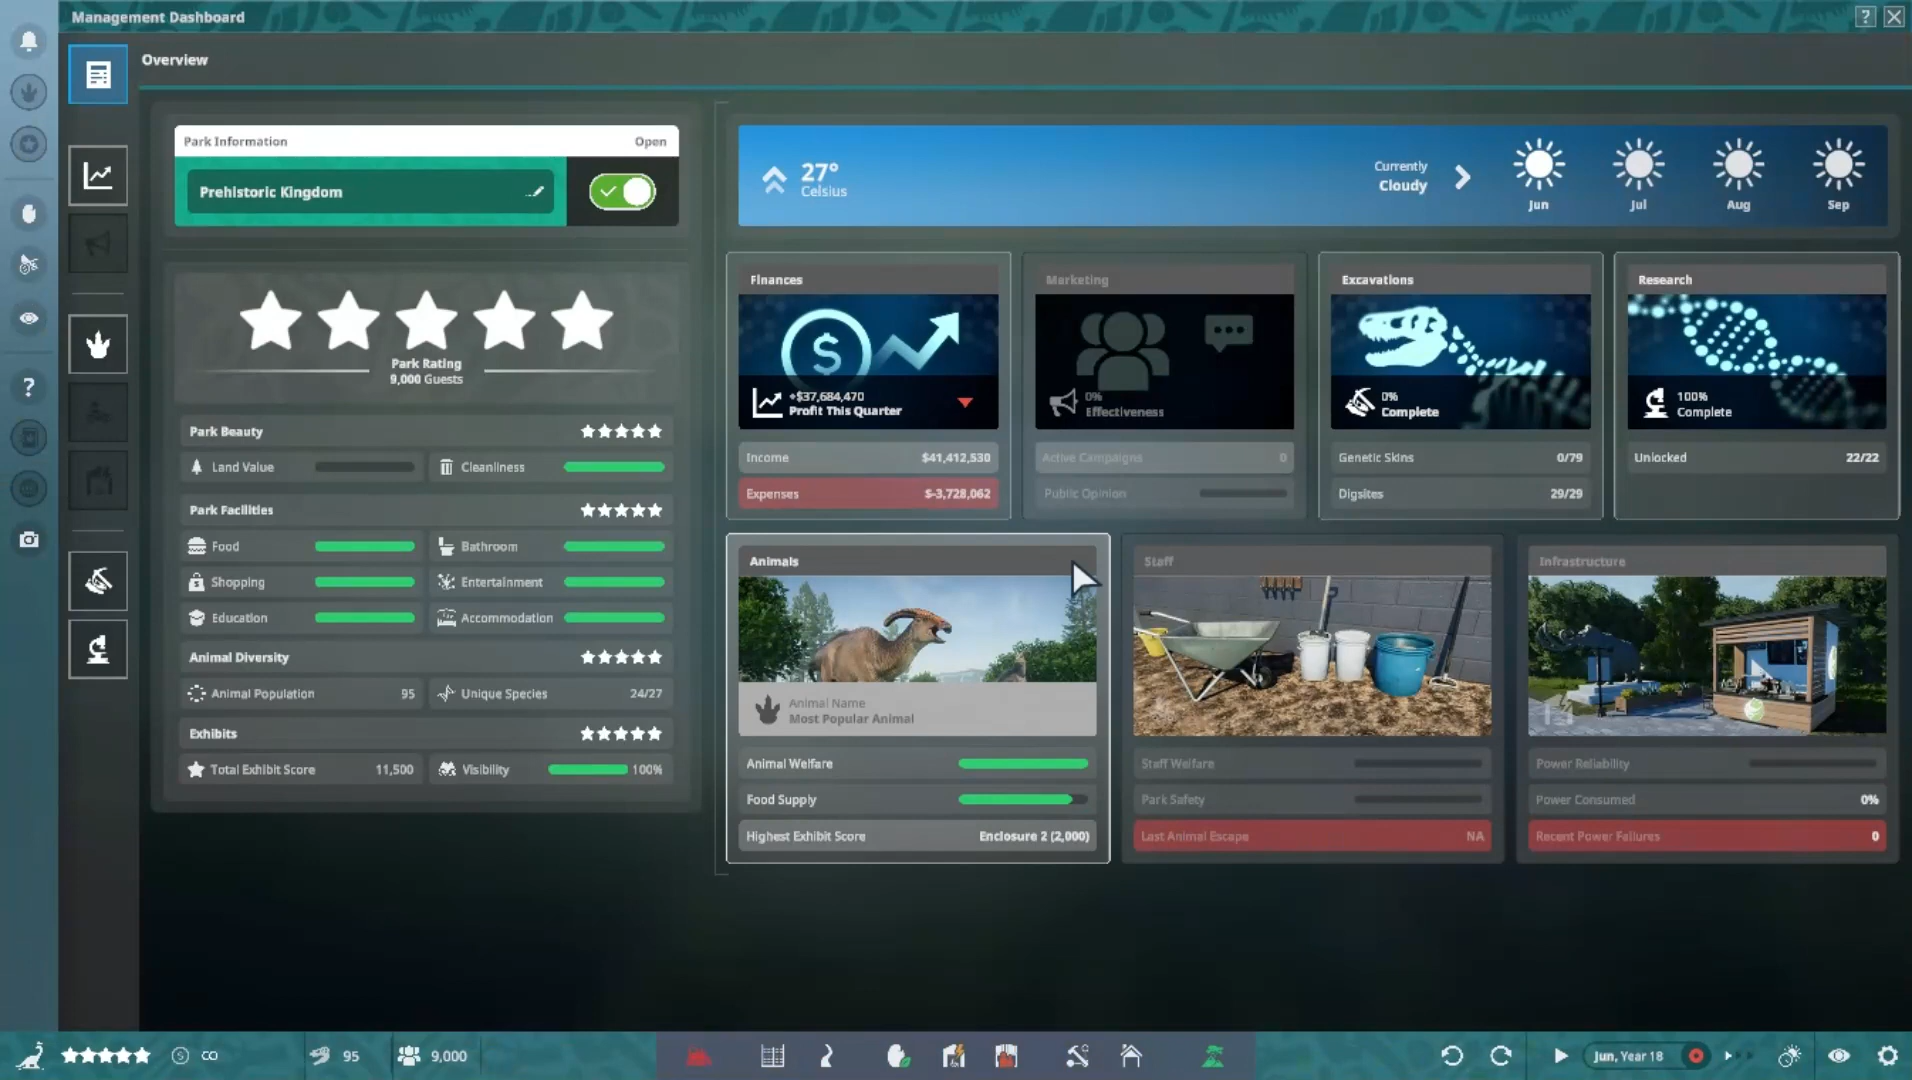 Management Dashboard
?
Overview
Park Information
Open
Prehistoric Kingdom
27°
Celsius
Currently
Cloudy
Jun
Jul
Aug
Sep
Park Rating
9,000 Guests
Park Beauty
Land Value
Cleanliness
Park Facilities
Food
Bathroom
Shopping
Entertainment
Education
Accommodation
Animal Diversity
Animal Population
95
Unique Species
24/27
Exhibits
Total Exhibit Score
11,500
Visibility
100%
Finances
+$37,684,470
Profit This Quarter
Income
$41,412,530
Expenses
$-3,728,062
Marketing
0%
Effectiveness
Active Campaigns
0
Public Opinion
Excavations
0%
Complete
Genetic Skins
0/79
Digsites
29/29
Research
100%
Complete
Unlocked
22/22
Animals
Animal Name
Most Popular Animal
Animal Welfare
Food Supply
Highest Exhibit Score
Enclosure 2 (2,000)
Staff
Staff Welfare
Park Safety
Last Animal Escape
NA
Infrastructure
Power Reliability
Power Consumed
0%
Recent Power Failures
0
?
95
9,000
Jun, Year 18